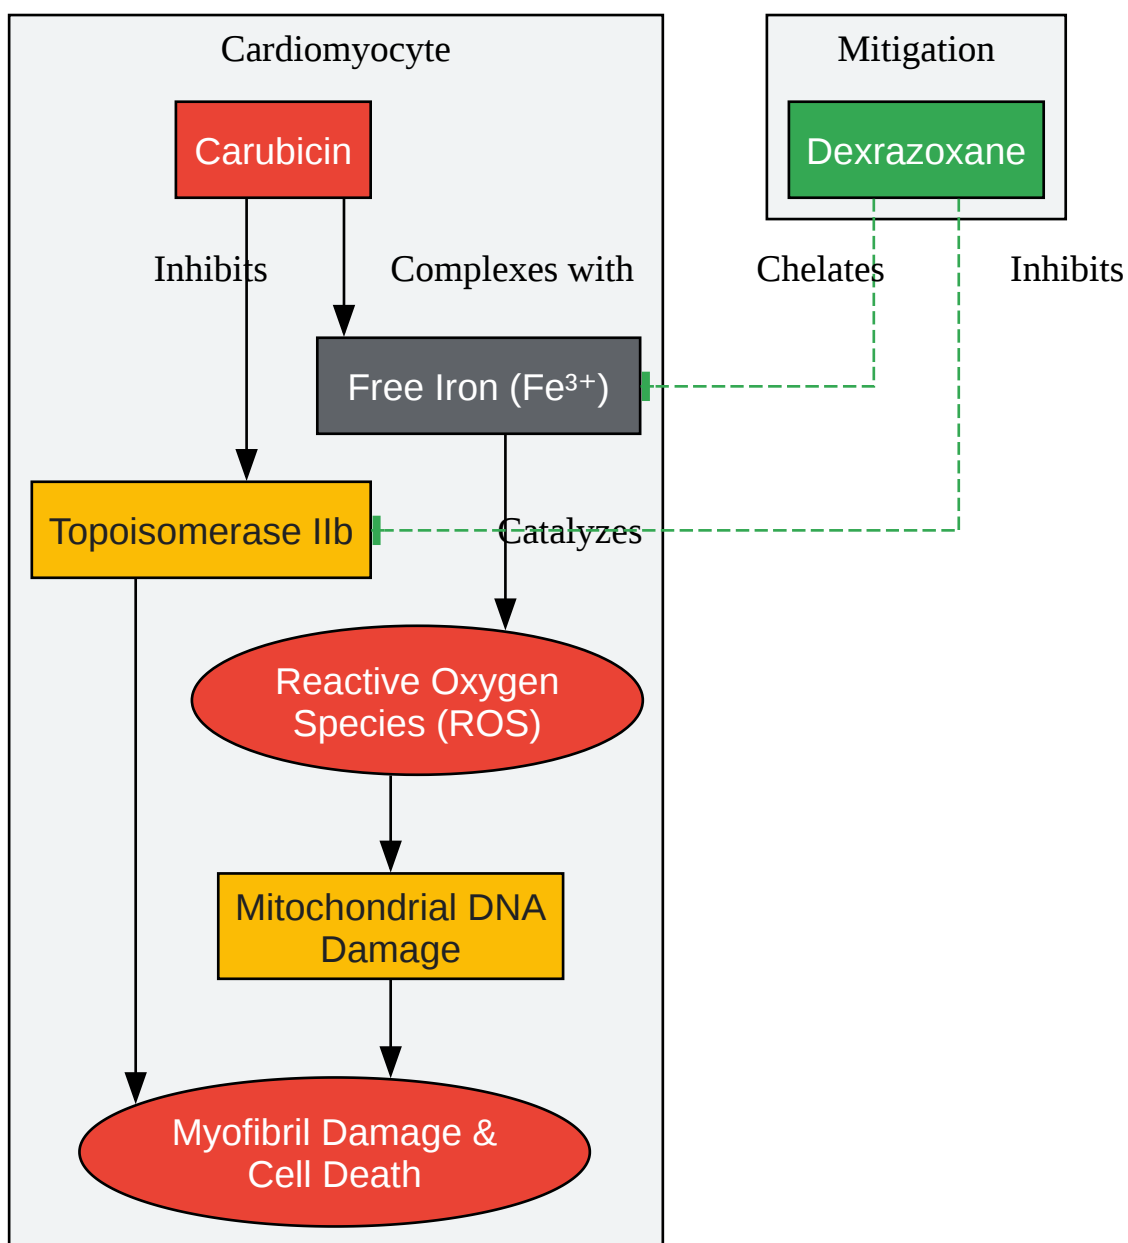 Cardiomyocyte
Mitigation
Carubicin
Dexrazoxane
Inhibits
Complexes with
Chelates
Inhibits
Free Iron (Fe³⁺)
Topoisomerase IIb
Catalyzes
Reactive Oxygen
Species (ROS)
Mitochondrial DNA
Damage
Myofibril Damage &
Cell Death